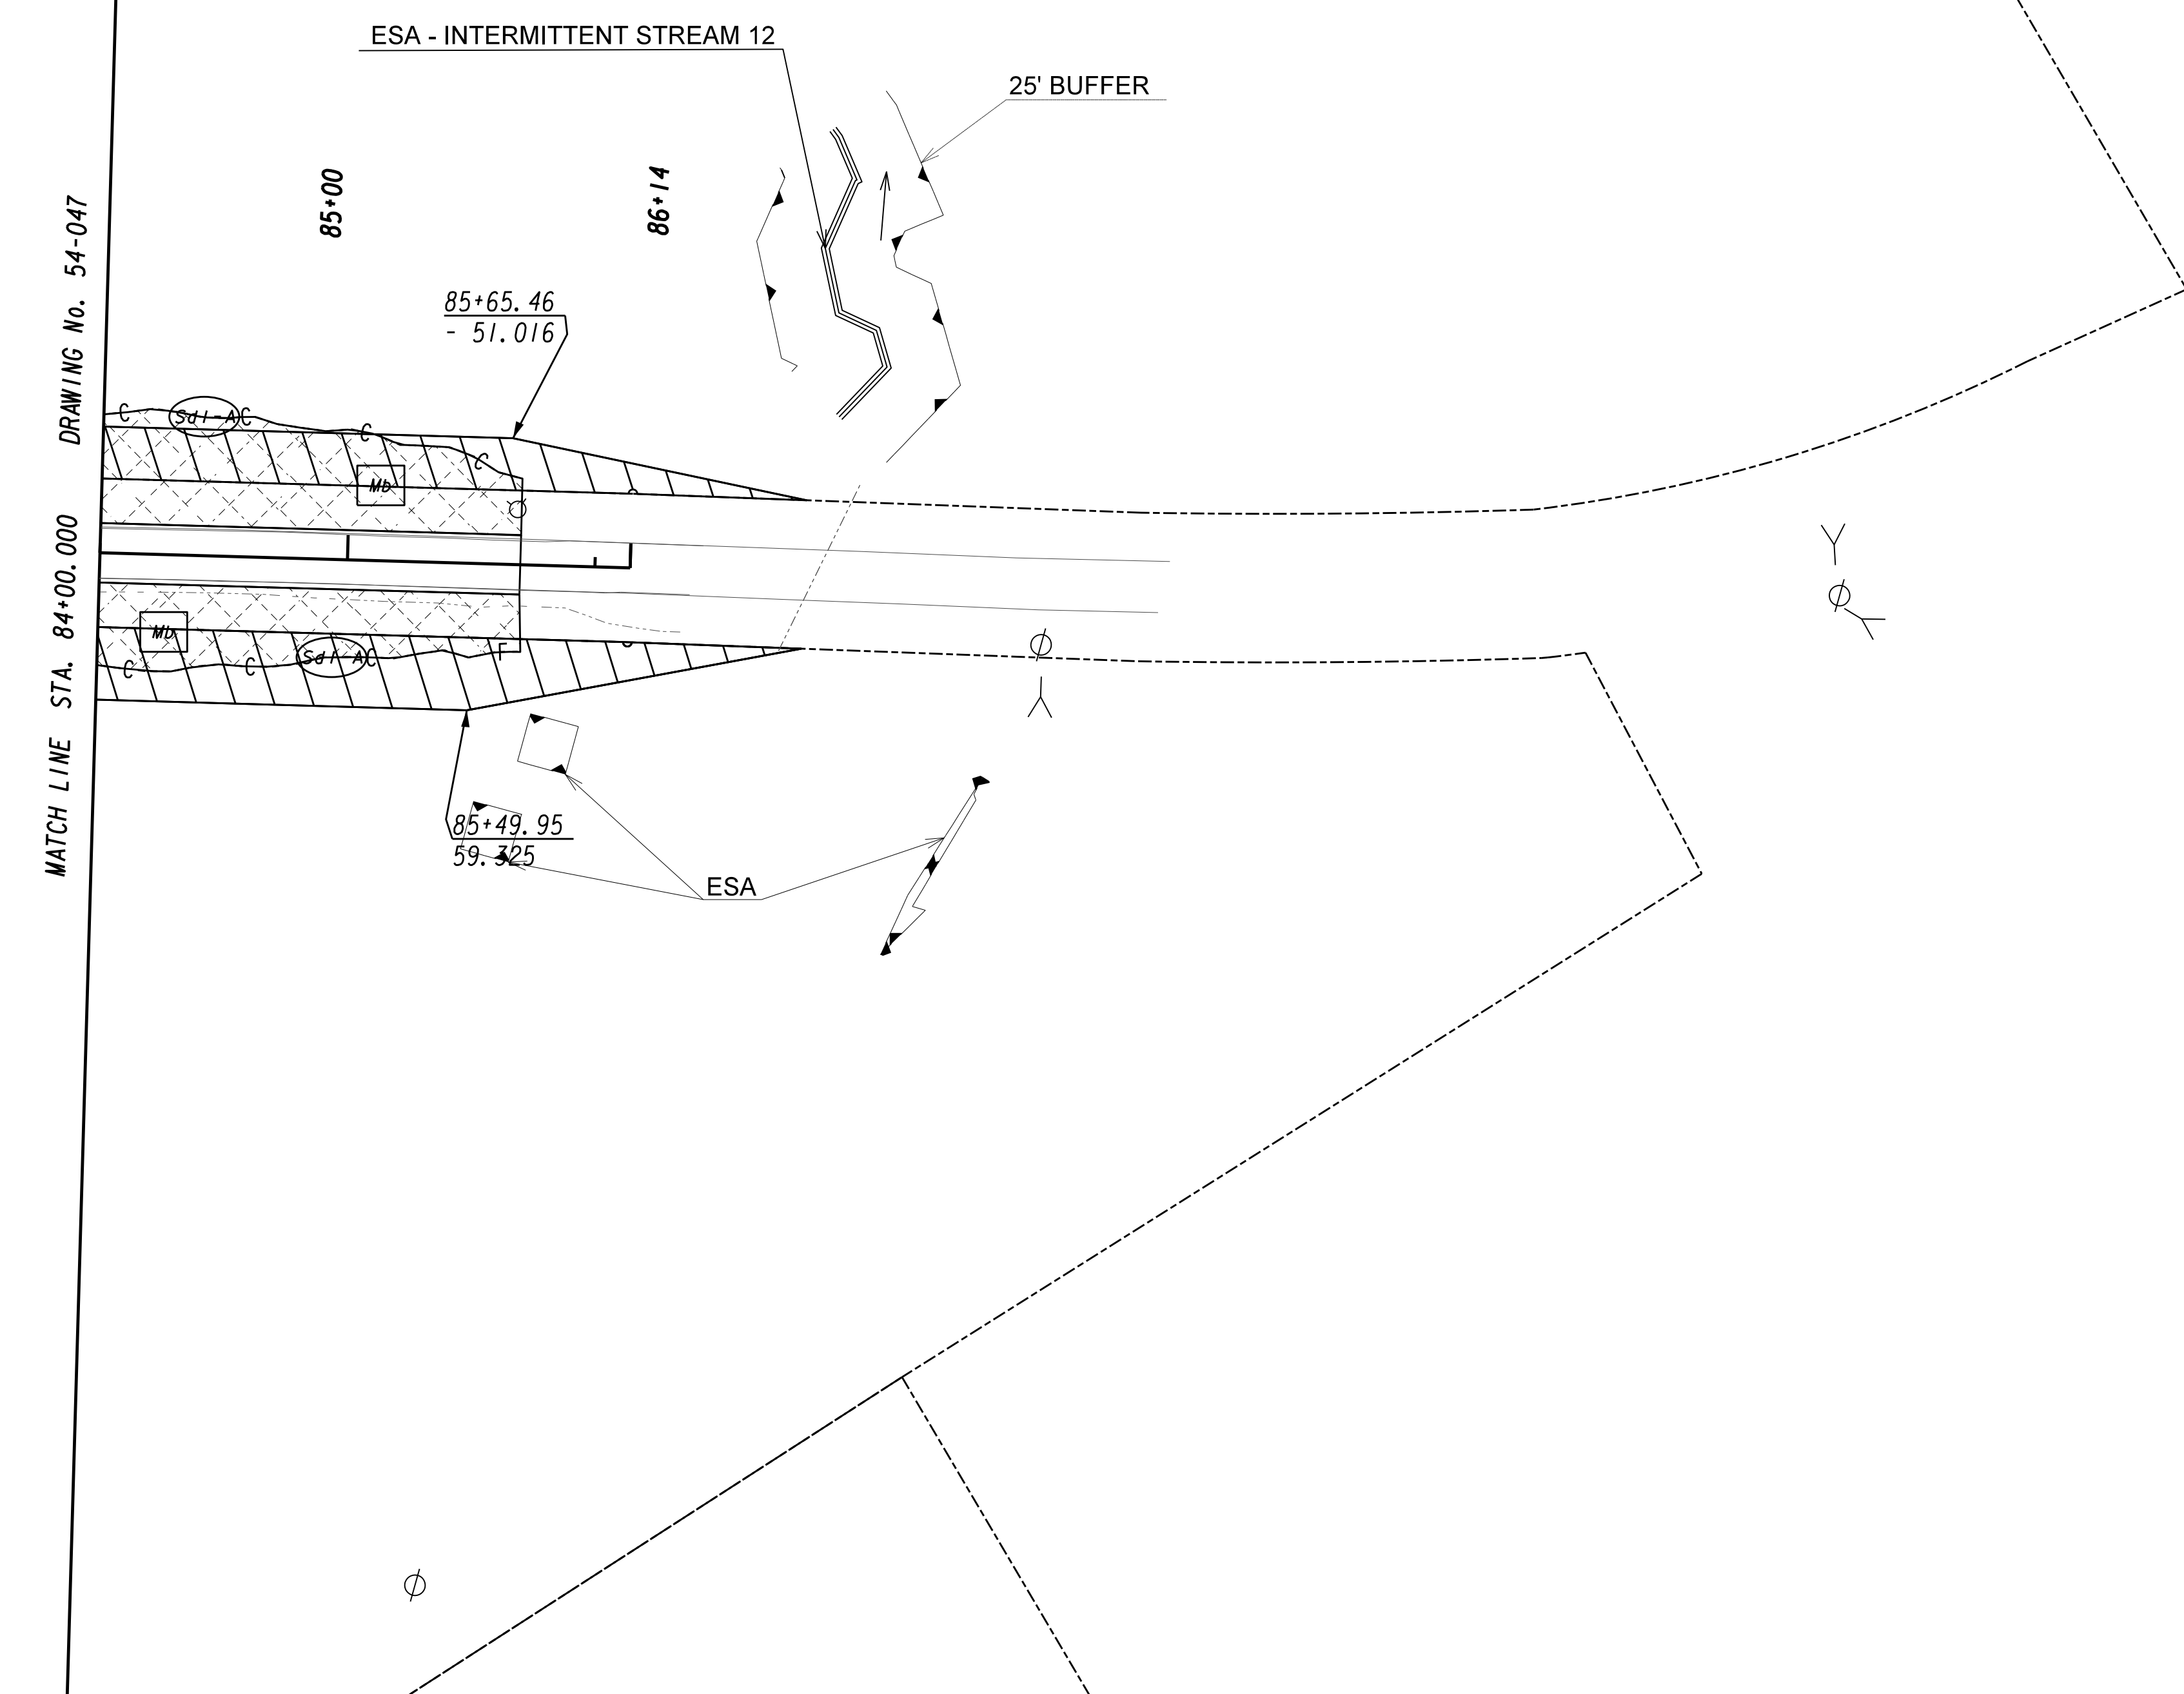 ESA - INTERMITTENT STREAM 12
25' BUFFER
85+00
86+14
MATCH LINE STA. 84+00.000 DRAWING No. 54-047
85+65.46
- 51.016
C
Sd1-A
C
C
C
Mb
Mb
C
C
Sd1 A
C
F
85+49.95
59.325
ESA